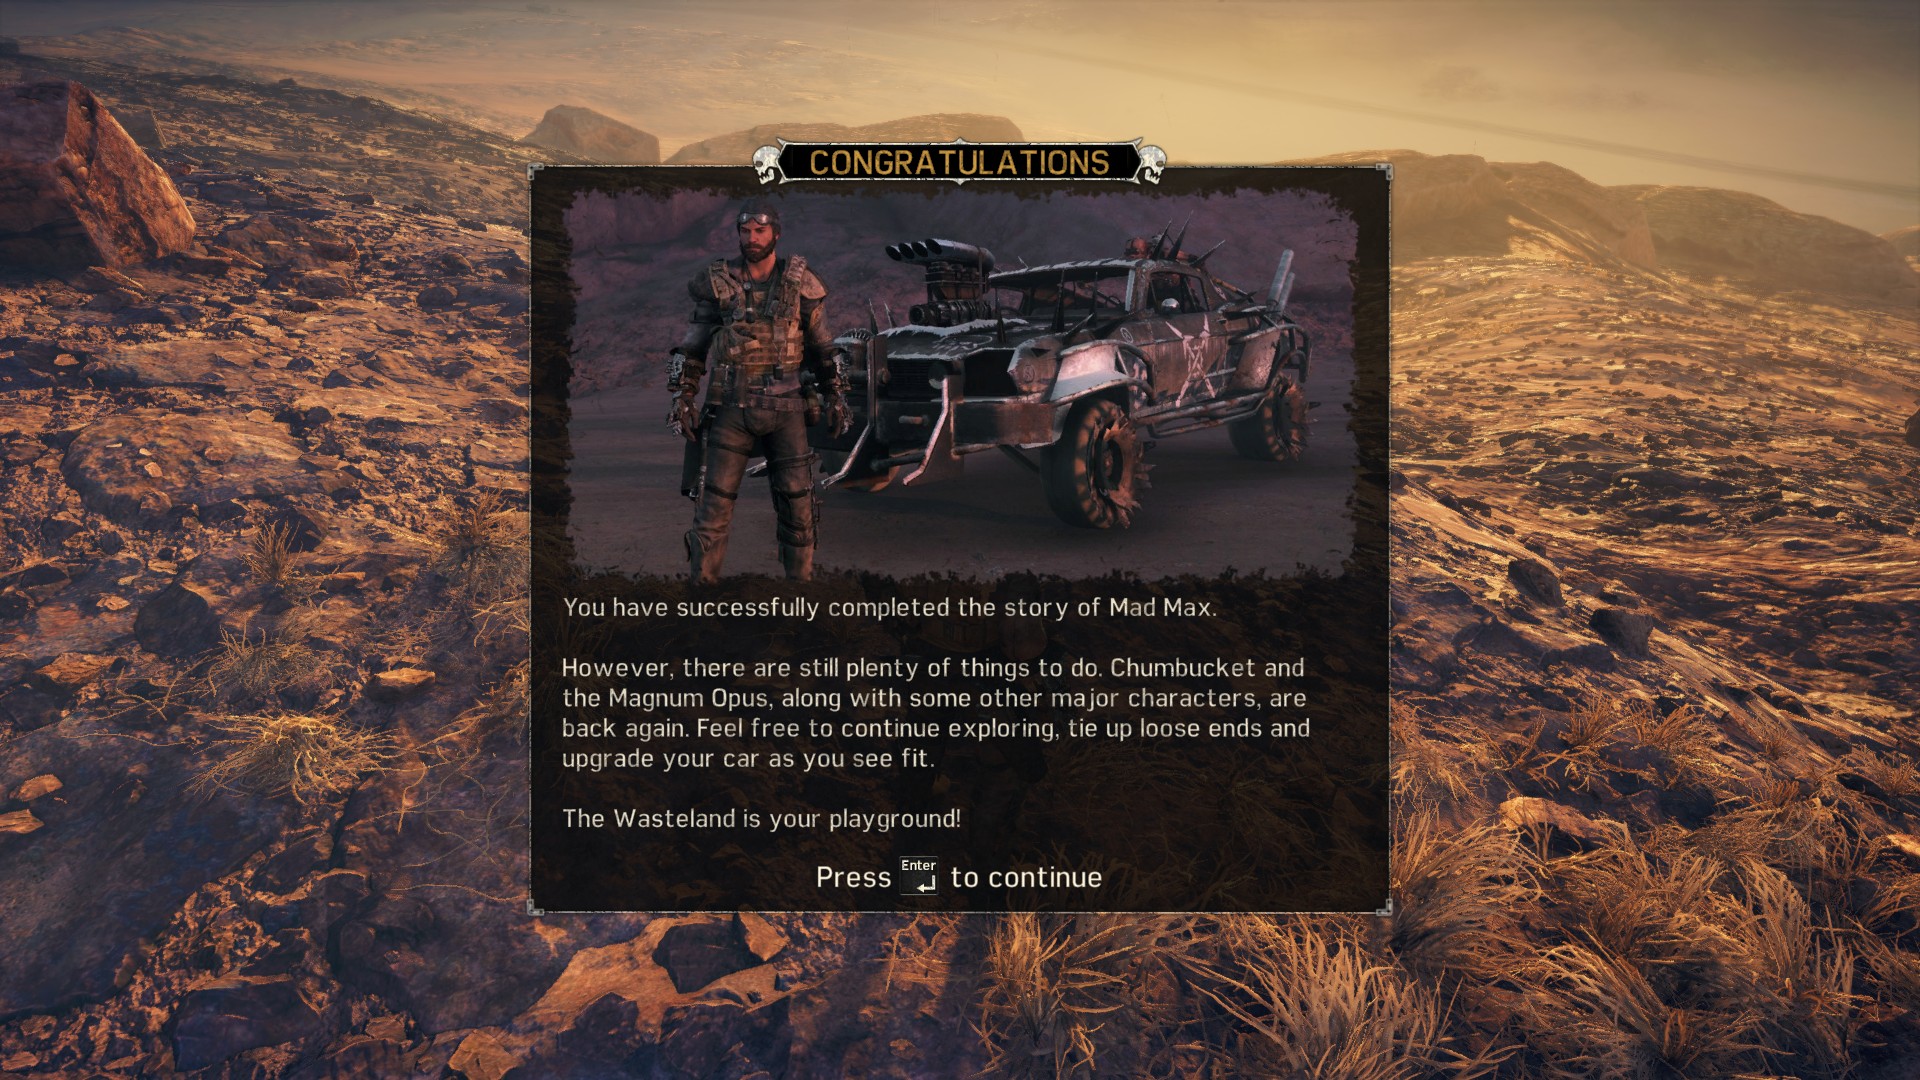 CONGRATULATIONS
You have successfully completed the story of Mad Max.
However, there are still plenty of things to do. Chumbucket and
the Magnum Opus, along with some other major characters, are
back again. Feel free to continue exploring, tie up loose ends and
upgrade your car as you see fit.
The Wasteland is your playground!
Press Enter to continue